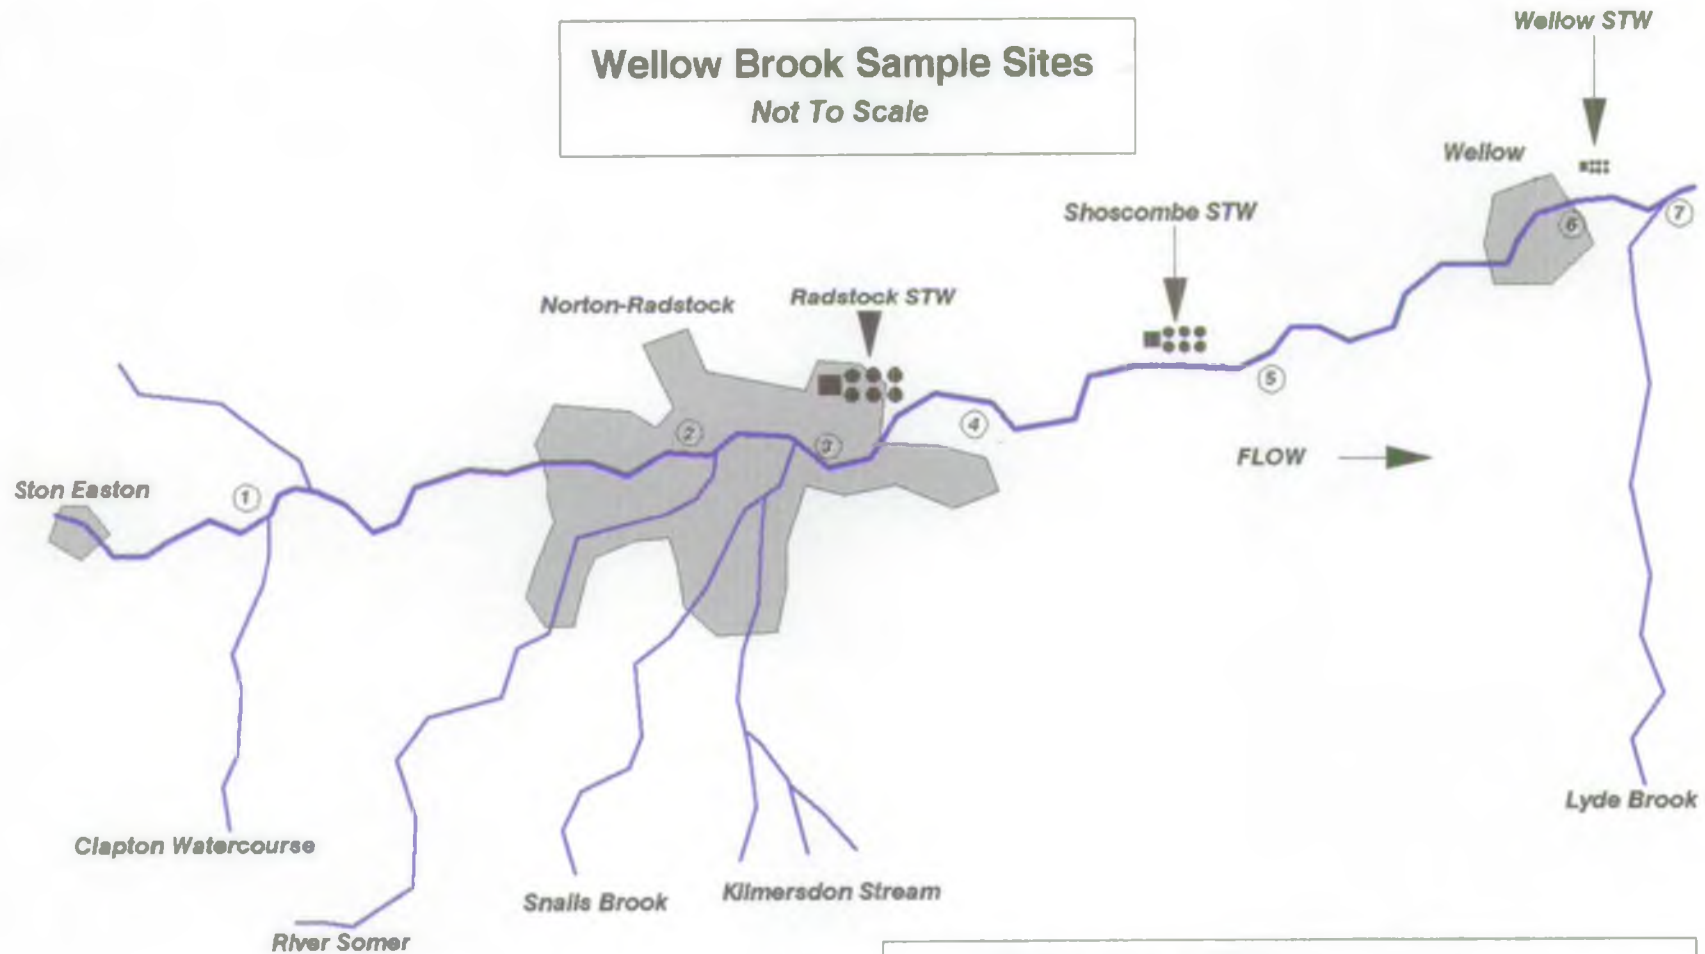 Wellow Brook Sample Sites
Not To Scale
Wellow STW
Wellow
Shoscombe STW
Norton-Radstock
Radstock STW
Ston Easton
FLOW
1
2
3
4
5
6
7
Clapton Watercourse
River Somer
Snails Brook
Kilmersdon Stream
Lyde Brook